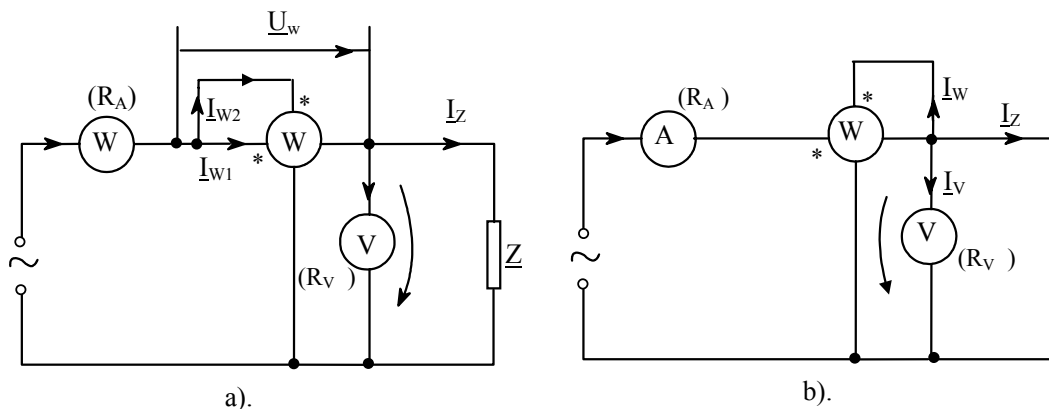 U_w
(R_A)
I_W2
*
I_Z
W
W
*
I_W1
V
(R_V )
Z
~
a).
(R_A )
*
I_W
I_Z
A
W
*
I_V
V
(R_V )
~
b).